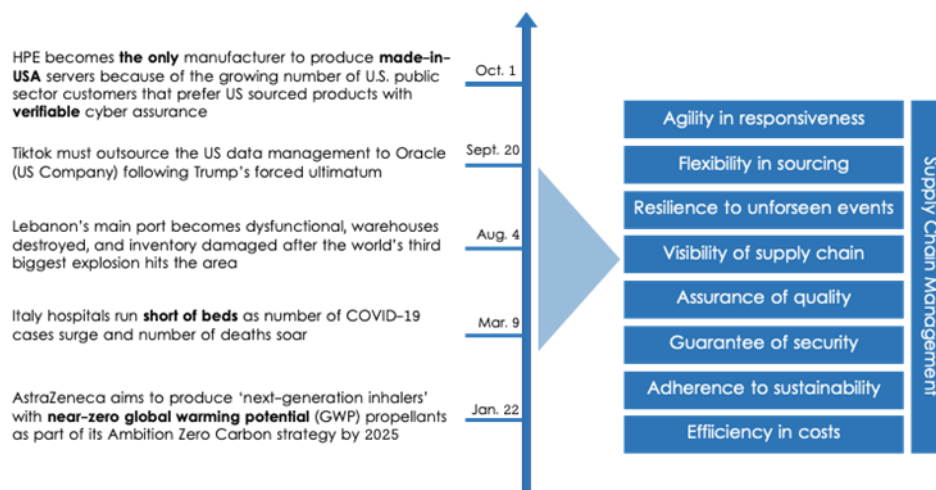 HPE becomes the only manufacturer to produce made-in-
USA servers because of the growing number of U.S. public
sector customers that prefer US sourced products with
verifiable cyber assurance
Oct. 1
Tiktok must outsource the US data management to Oracle
(US Company) following Trump's forced ultimatum
Sept. 20
Lebanon's main port becomes dysfunctional, warehouses
destroyed, and inventory damaged after the world's third
biggest explosion hits the area
Aug. 4
Italy hospitals run short of beds as number of COVID-19
cases surge and number of deaths soar
Mar. 9
AstraZeneca aims to produce 'next-generation inhalers'
with near-zero global warming potential (GWP) propellants
as part of its Ambition Zero Carbon strategy by 2025
Jan. 22
Agility in responsiveness
Flexibility in sourcing
Resilience to unforseen events
Visibility of supply chain
Assurance of quality
Guarantee of security
Adherence to sustainability
Effiiciency in costs
Supply Chain Management